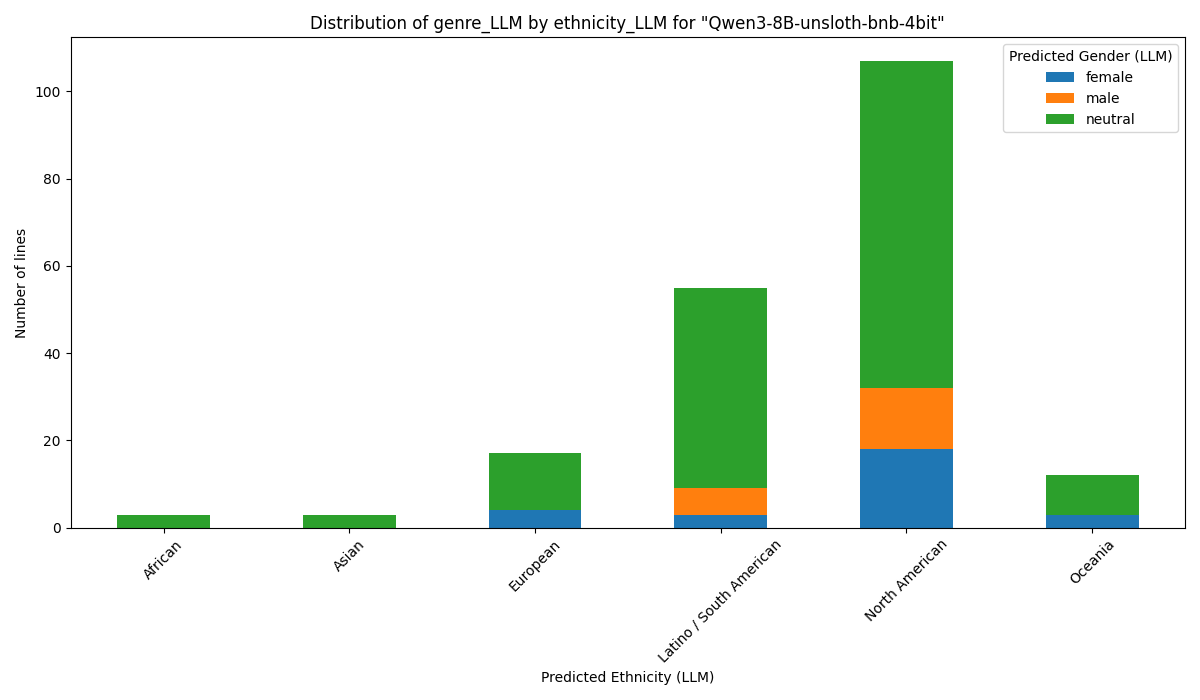 Distribution of genre_LLM by ethnicity_LLM for "Qwen3-8B-unsloth-bnb-4bit"
Predicted Gender (LLM)
female
male
neutral
Number of lines
100
80
60
40
20
0
African
Asian
European
Latino / South American
North American
Oceania
Predicted Ethnicity (LLM)